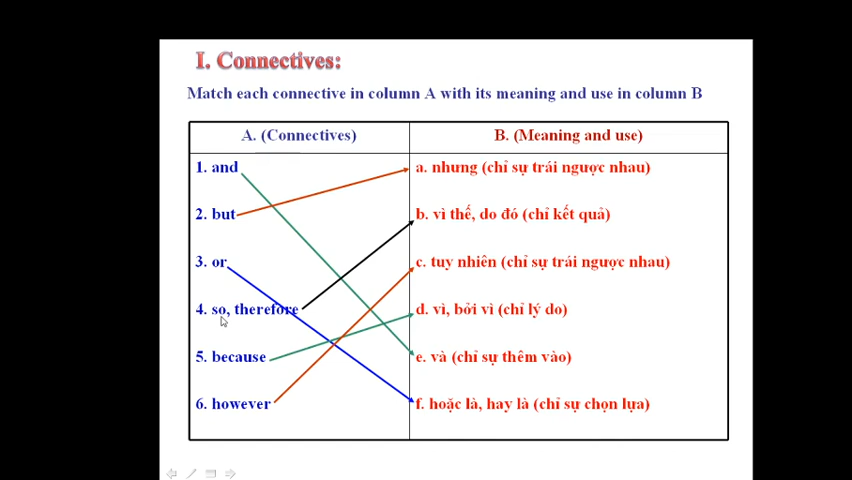 I. Connectives:
Match each connective in column A with its meaning and use in column B
A. (Connectives) B. (Meaning and use)
1. and a. nhưng (chỉ sự trái ngược nhau)
2. but b. vì thế, do đó (chỉ kết quả)
3. or c. tuy nhiên (chỉ sự trái ngược nhau)
4. so, therefore d. vì, bởi vì (chỉ lý do)
5. because e. và (chỉ sự thêm vào)
6. however f. hoặc là, hay là (chỉ sự chọn lựa)